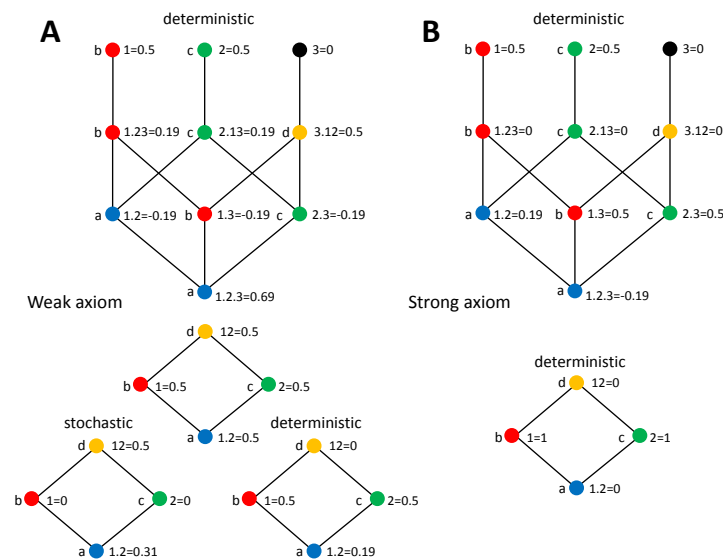 A
deterministic
b 1=0.5
c 2=0.5
3=0
b 1.23=0.19
c 2.13=0.19
d 3.12=0.5
a 1.2=-0.19
b 1.3=-0.19
c 2.3=-0.19
a 1.2.3=0.69
Weak axiom
d 12=0.5
b 1=0.5
c 2=0.5
a 1.2=0.5
stochastic
d 12=0.5
b 1=0
c 2=0
a 1.2=0.31
deterministic
d 12=0
b 1=0.5
c 2=0.5
a 1.2=0.19
B
deterministic
b 1=0.5
c 2=0.5
3=0
b 1.23=0
c 2.13=0
d 3.12=0
a 1.2=0.19
b 1.3=0.5
c 2.3=0.5
a 1.2.3=-0.19
Strong axiom
deterministic
d 12=0
b 1=1
c 2=1
a 1.2=0